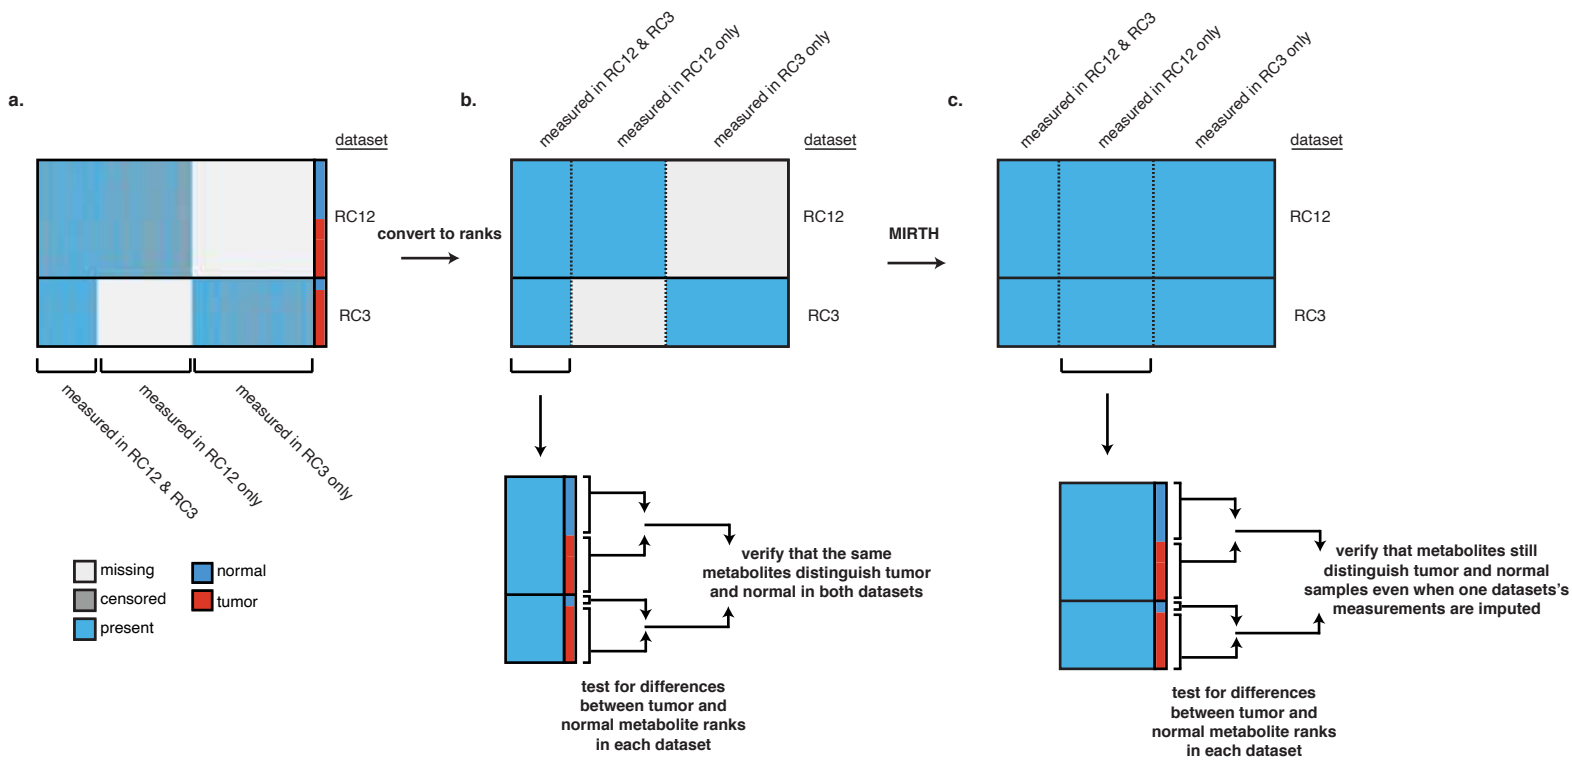 a.
dataset
RC12
RC3
measured in RC12 & RC3
measured in RC12 only
measured in RC3 only
missing
censored
present
normal
tumor
convert to ranks
b.
measured in RC12 & RC3
measured in RC12 only
measured in RC3 only
dataset
RC12
RC3
verify that the same
metabolites distinguish tumor
and normal in both datasets
test for differences
between tumor and
normal metabolite ranks
in each dataset
MIRTH
c.
measured in RC12 & RC3
measured in RC12 only
measured in RC3 only
dataset
RC12
RC3
verify that metabolites still
distinguish tumor and normal
samples even when one datasets's
measurements are imputed
test for differences
between tumor and
normal metabolite ranks
in each dataset